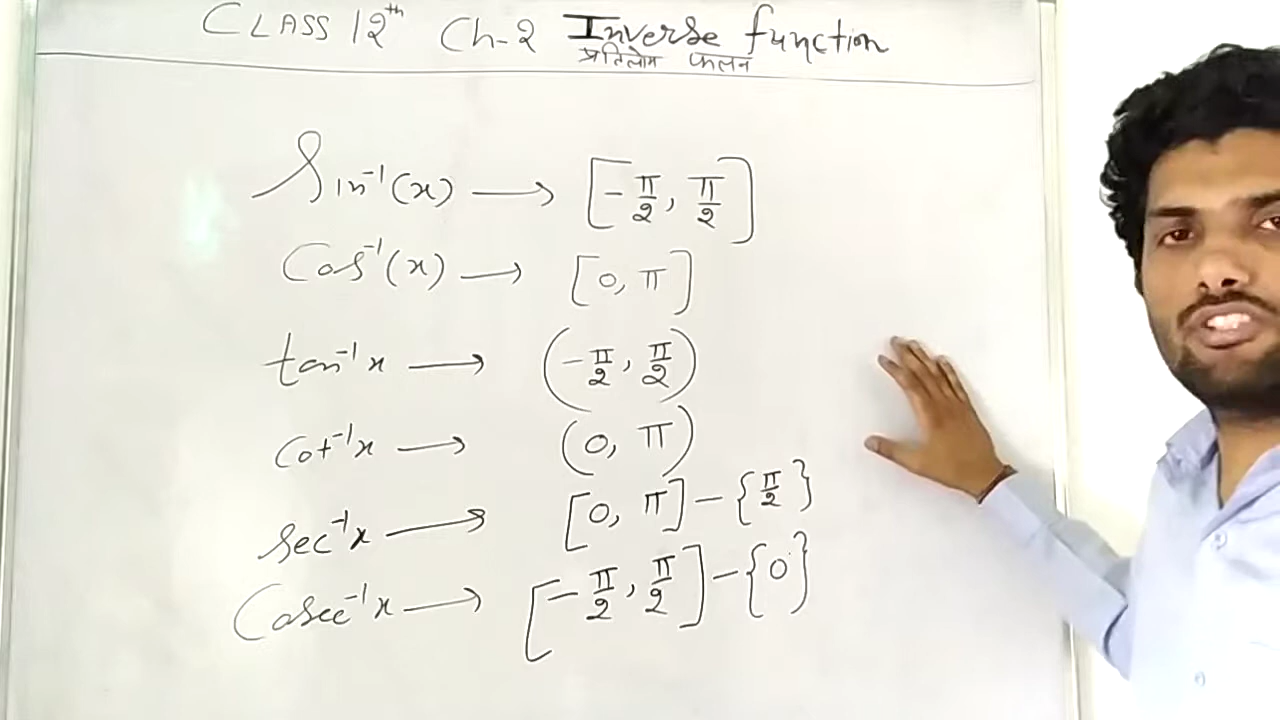 CLASS 12th Ch-2 Inverse function
प्रतिलोम फलन
Sin⁻¹(x) → [-π/2, π/2]
Cos⁻¹(x) → [0, π]
tan⁻¹x → (-π/2, π/2)
Cot⁻¹x → (0, π)
Sec⁻¹x → [0, π] - {π/2}
Cosec⁻¹x → [-π/2, π/2] - {0}